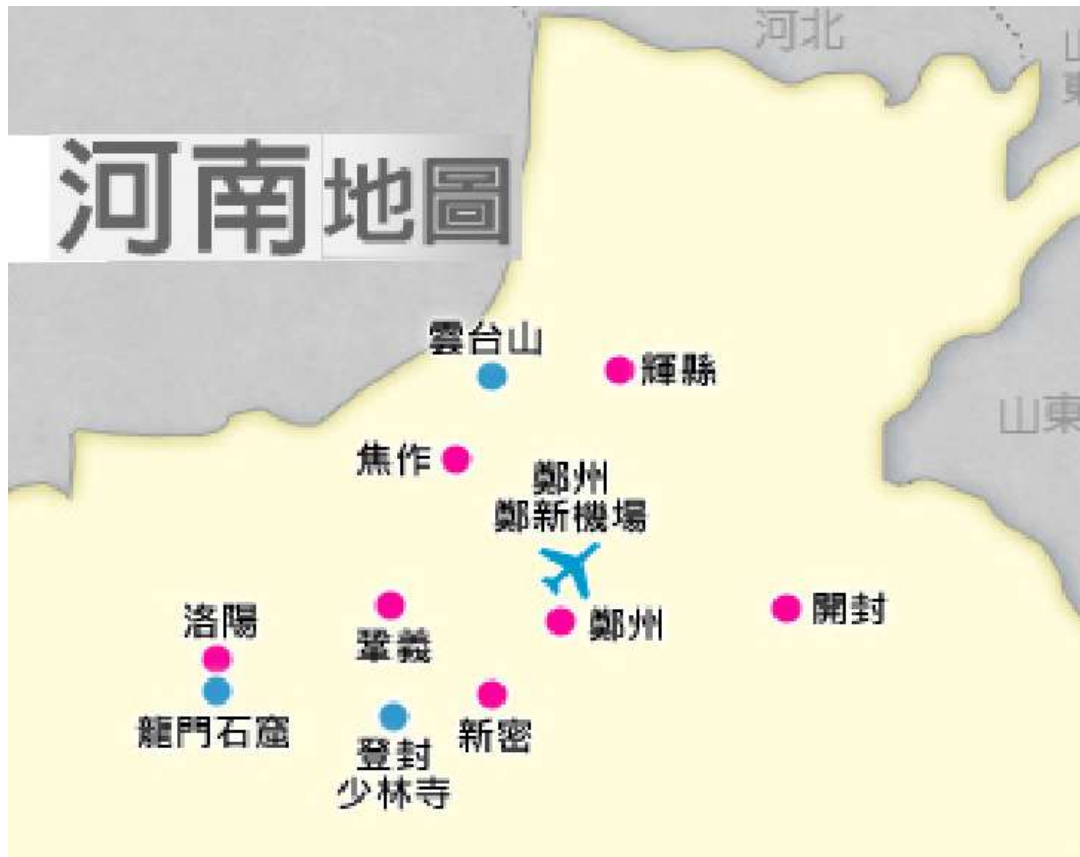 河北
山
東
河南地圖
雲台山
輝縣
山東
焦作
鄭州
鄭新機場
洛陽
鞏義
鄭州
開封
龍門石窟
登封
少林寺
新密